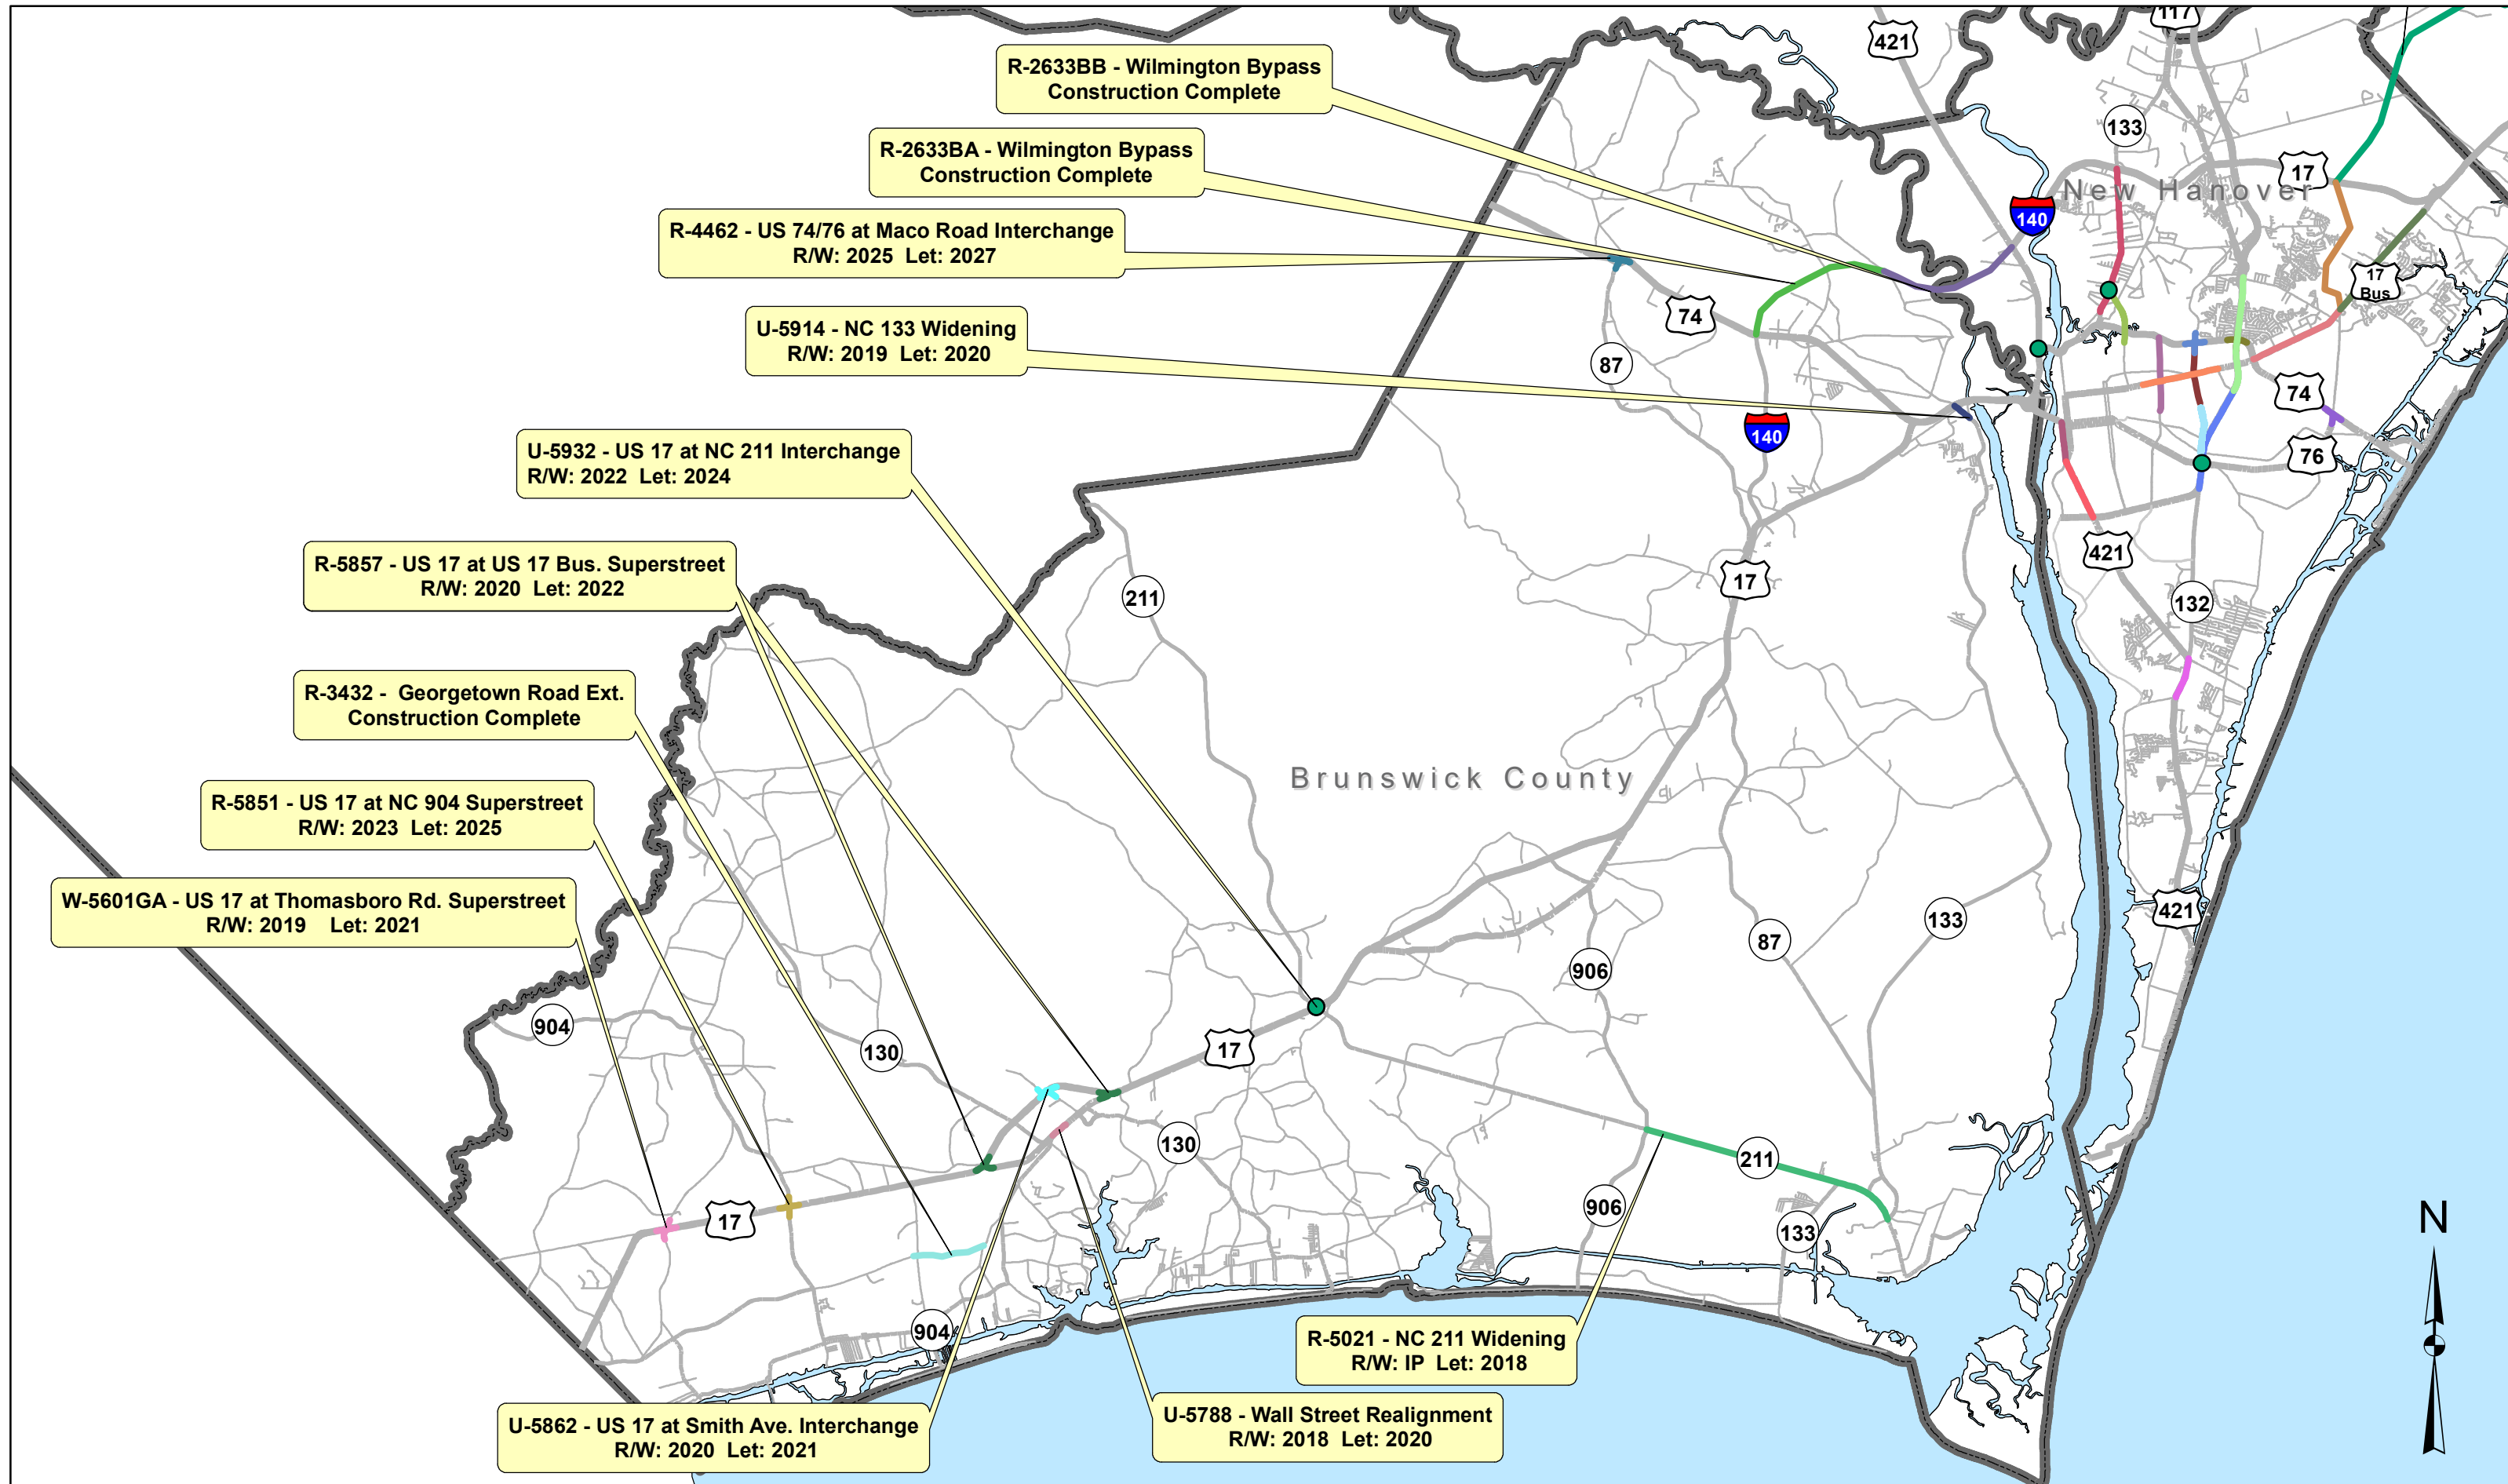 117
421
R-2633BB - Wilmington Bypass
Construction Complete
133
R-2633BA - Wilmington Bypass
Construction Complete
17
New Hanover
140
R-4462 - US 74/76 at Maco Road Interchange
R/W: 2025 Let: 2027
17
Bus
74
U-5914 - NC 133 Widening
R/W: 2019 Let: 2020
87
74
140
U-5932 - US 17 at NC 211 Interchange
R/W: 2022 Let: 2024
76
421
R-5857 - US 17 at US 17 Bus. Superstreet
R/W: 2020 Let: 2022
17
211
132
R-3432 - Georgetown Road Ext.
Construction Complete
Brunswick County
R-5851 - US 17 at NC 904 Superstreet
R/W: 2023 Let: 2025
W-5601GA - US 17 at Thomasboro Rd. Superstreet
R/W: 2019 Let: 2021
421
133
87
906
904
130
17
130
211
906
17
133
N
904
R-5021 - NC 211 Widening
R/W: IP Let: 2018
U-5862 - US 17 at Smith Ave. Interchange
R/W: 2020 Let: 2021
U-5788 - Wall Street Realignment
R/W: 2018 Let: 2020